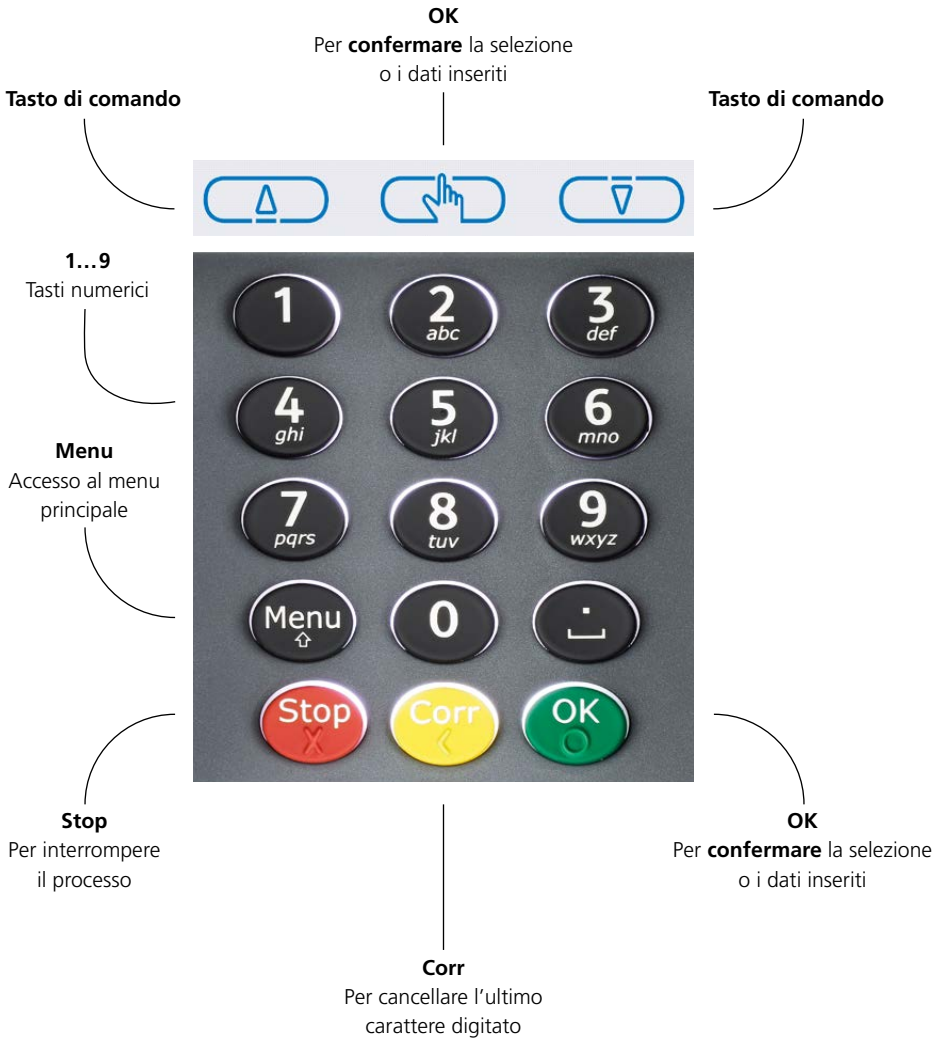 OK
Per confermare la selezione
o i dati inseriti
Tasto di comando
Tasto di comando
1…9
Tasti numerici
Menu
Accesso al menu
principale
1
2
abc
3
def
4
ghi
5
jkl
6
mno
7
pqrs
8
tuv
9
wxyz
Menu
0
.
Stop
Corr
OK
Stop
Per interrompere
il processo
OK
Per confermare la selezione
o i dati inseriti
Corr
Per cancellare l'ultimo
carattere digitato